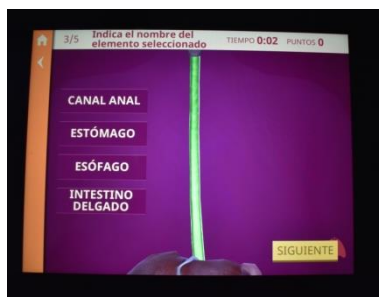 3/5
Indica el nombre del
elemento seleccionado
TIEMPO 0:02 PUNTOS 0
CANAL ANAL
ESTÓMAGO
ESÓFAGO
INTESTINO
DELGADO
SIGUIENTE